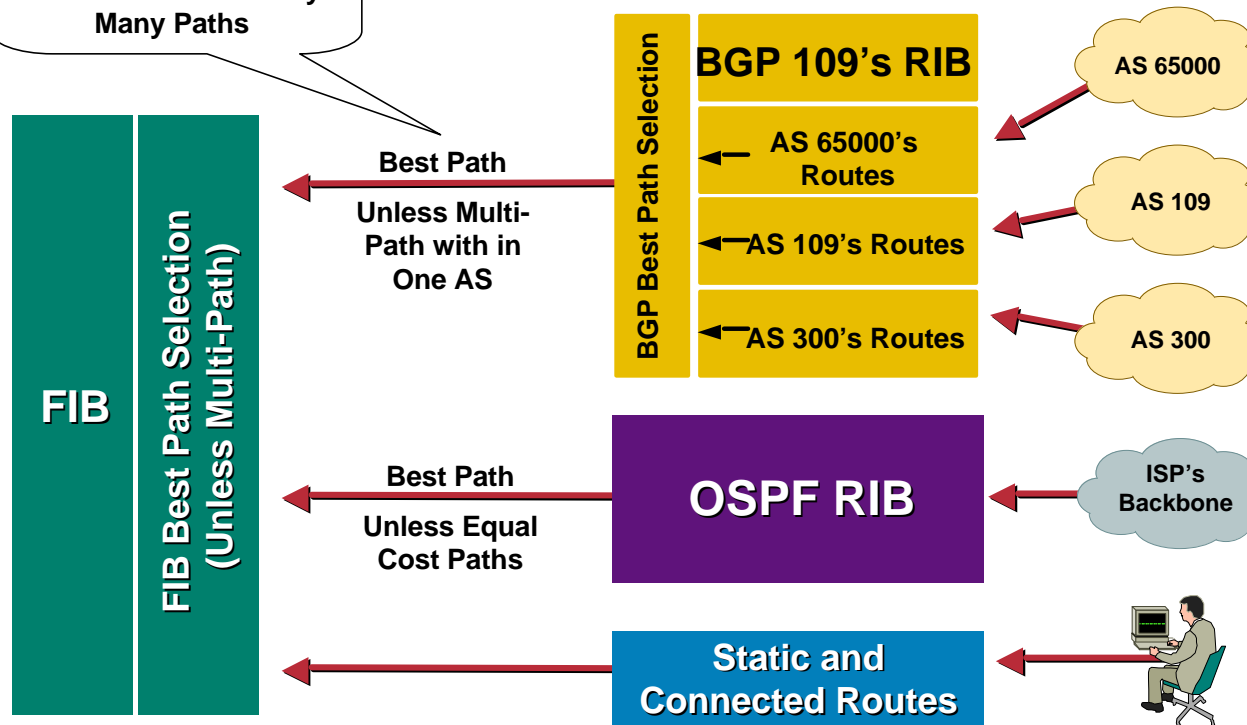 Many Paths
BGP Best Path Selection
BGP 109's RIB
AS 65000's
Routes
AS 109's Routes
AS 300's Routes
AS 65000
AS 109
AS 300
Best Path
Unless Multi-
Path with in
One AS
FIB
FIB Best Path Selection
(Unless Multi-Path)
Best Path
Unless Equal
Cost Paths
OSPF RIB
ISP's
Backbone
Static and
Connected Routes